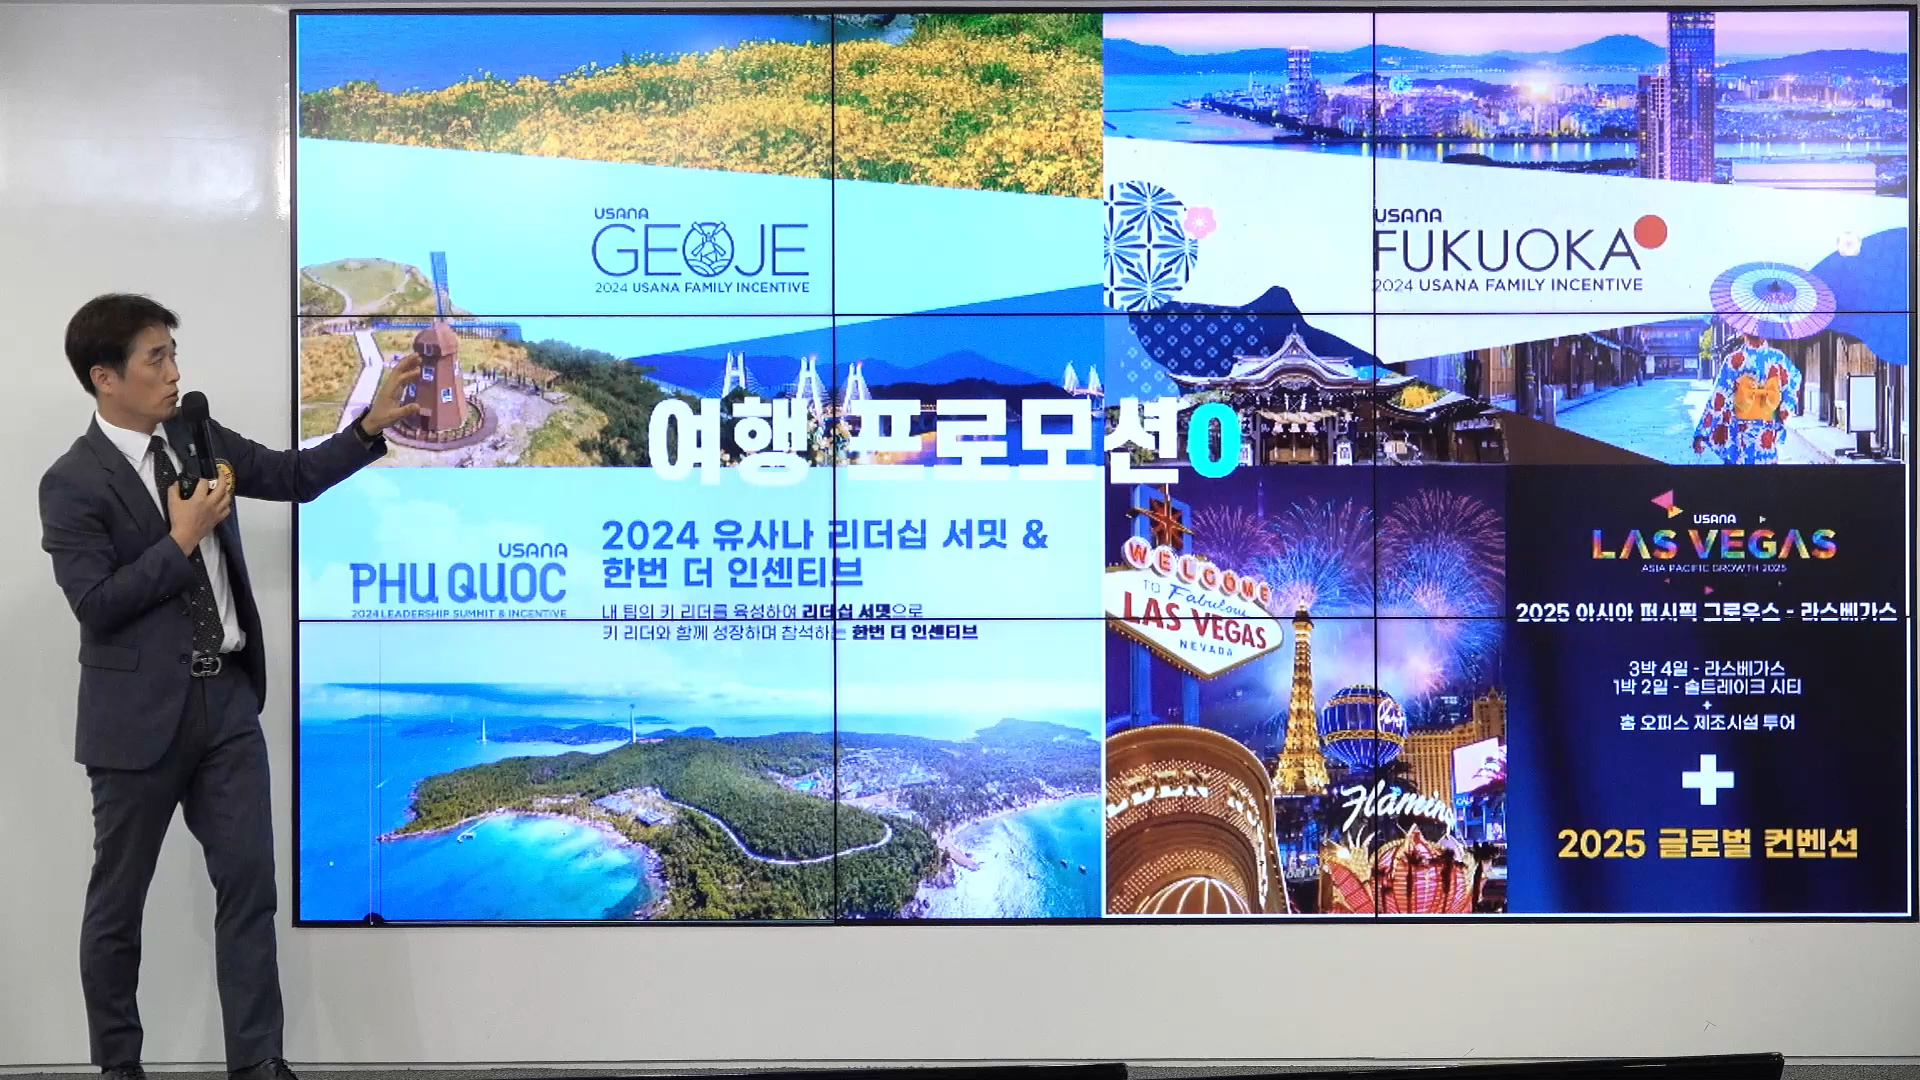 USANA
GEOJE
2024 USANA FAMILY INCENTIVE
USANA
FUKUOKA
2024 USANA FAMILY INCENTIVE
여행 프로모션0
USANA
PHU QUOC
2024 LEADERSHIP SUMMIT & INCENTIVE
2024 유사나 리더십 서밋 &
한번 더 인센티브
내 팀의 키 리더를 육성하여 리더십 서밋으로
키 리더와 함께 성장하며 참석하는 한번 더 인센티브
WELCOME
TO Fabulous
LAS VEGAS
NEVADA
Paris
Flamingo
USANA
LAS VEGAS
ASIA PACIFIC GROWTH 2025
2025 아시아 퍼시픽 그로우스 - 라스베가스
3박 4일 - 라스베가스
1박 2일 - 솔트레이크 시티
+
홈 오피스 제조시설 투어
+
2025 글로벌 컨벤션